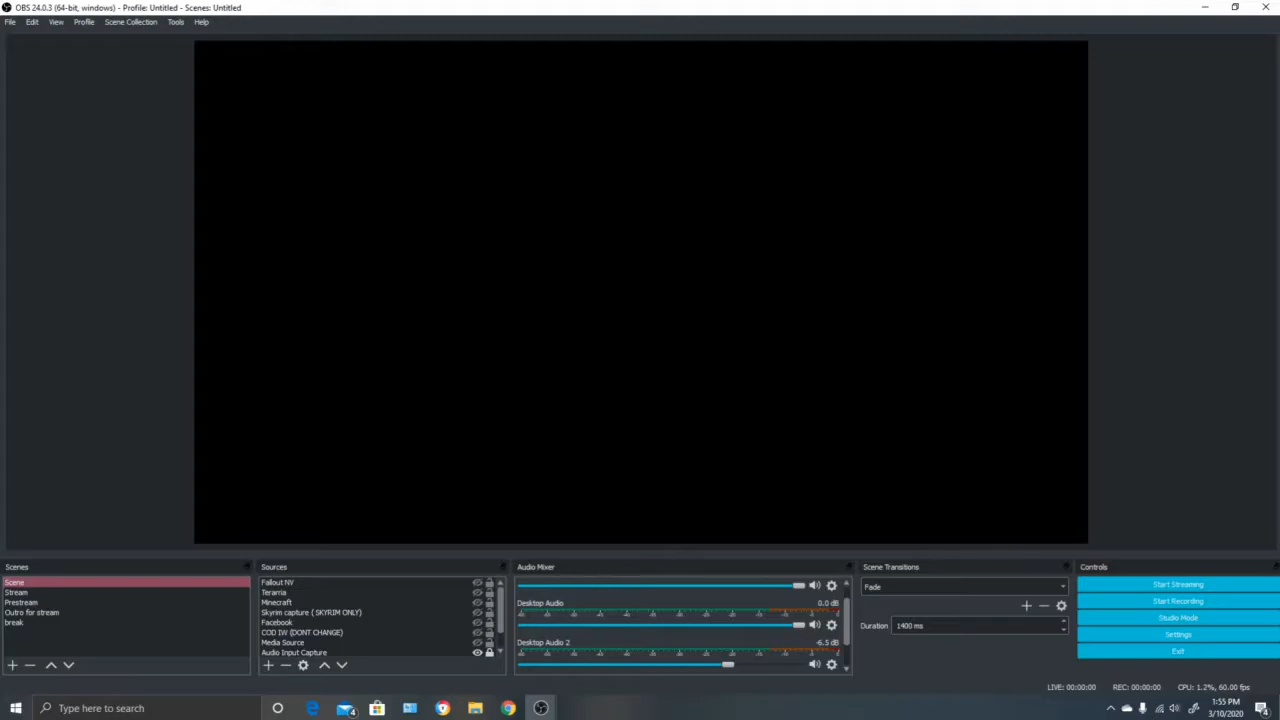 OBS 24.0.3 (64-bit, windows) - Profile: Untitled - Scenes: Untitled
File Edit View Profile Scene Collection Tools Help
Scenes
Scene
Stream
Prestream
Outro for stream
break
Sources
Fallout NV
Terraria
Minecraft
Skyrim capture ( SKYRIM ONLY)
Facebook
COD IW (DONT CHANGE)
Media Source
Audio Input Capture
Audio Mixer
Desktop Audio 0.0 dB
Desktop Audio 2 -6.5 dB
Scene Transitions
Fade
Duration 1400 ms
Controls
Start Streaming
Start Recording
Studio Mode
Settings
Exit
LIVE: 00:00:00 REC: 00:00:00 CPU: 1.2%, 60.00 fps
Type here to search
4
1:55 PM
3/10/2020
4